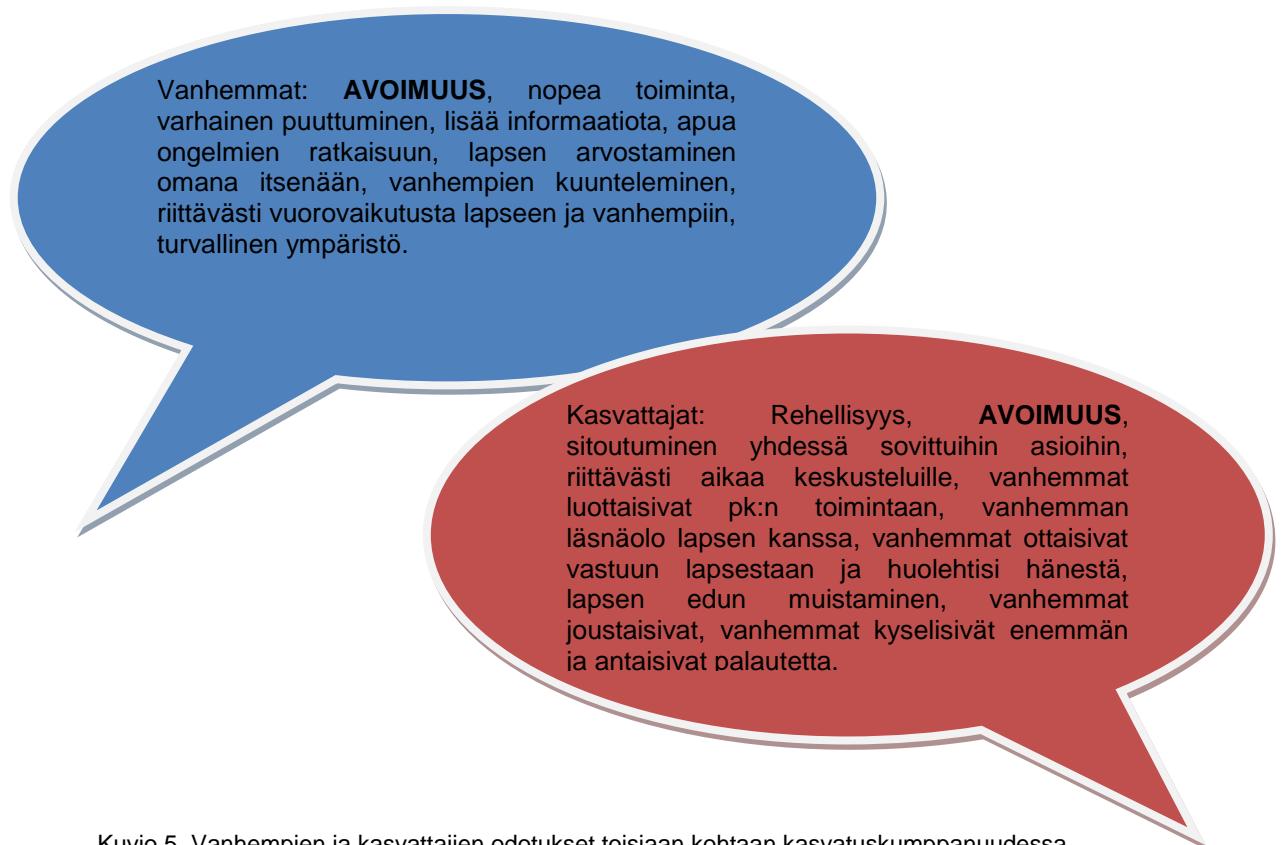 Vanhemmat: AVOIMUUS, nopea toiminta,
varhainen puuttuminen, lisää informaatiota, apua
ongelmien ratkaisuun, lapsen arvostaminen
omana itsenään, vanhempien kuunteleminen,
riittävästi vuorovaikutusta lapseen ja vanhempiin,
turvallinen ympäristö.
Kasvattajat: Rehellisyys, AVOIMUUS,
sitoutuminen yhdessä sovittuihin asioihin,
riittävästi aikaa keskusteluille, vanhemmat
luottaisivat pk:n toimintaan, vanhemman
läsnäolo lapsen kanssa, vanhemmat ottaisivat
vastuun lapsestaan ja huolehtisi hänestä,
lapsen edun muistaminen, vanhemmat
joustaisivat, vanhemmat kyselisivät enemmän
ja antaisivat palautetta.
Kuvio 5. Vanhempien ja kasvattajien odotukset toisiaan kohtaan kasvatuskumppanuudessa